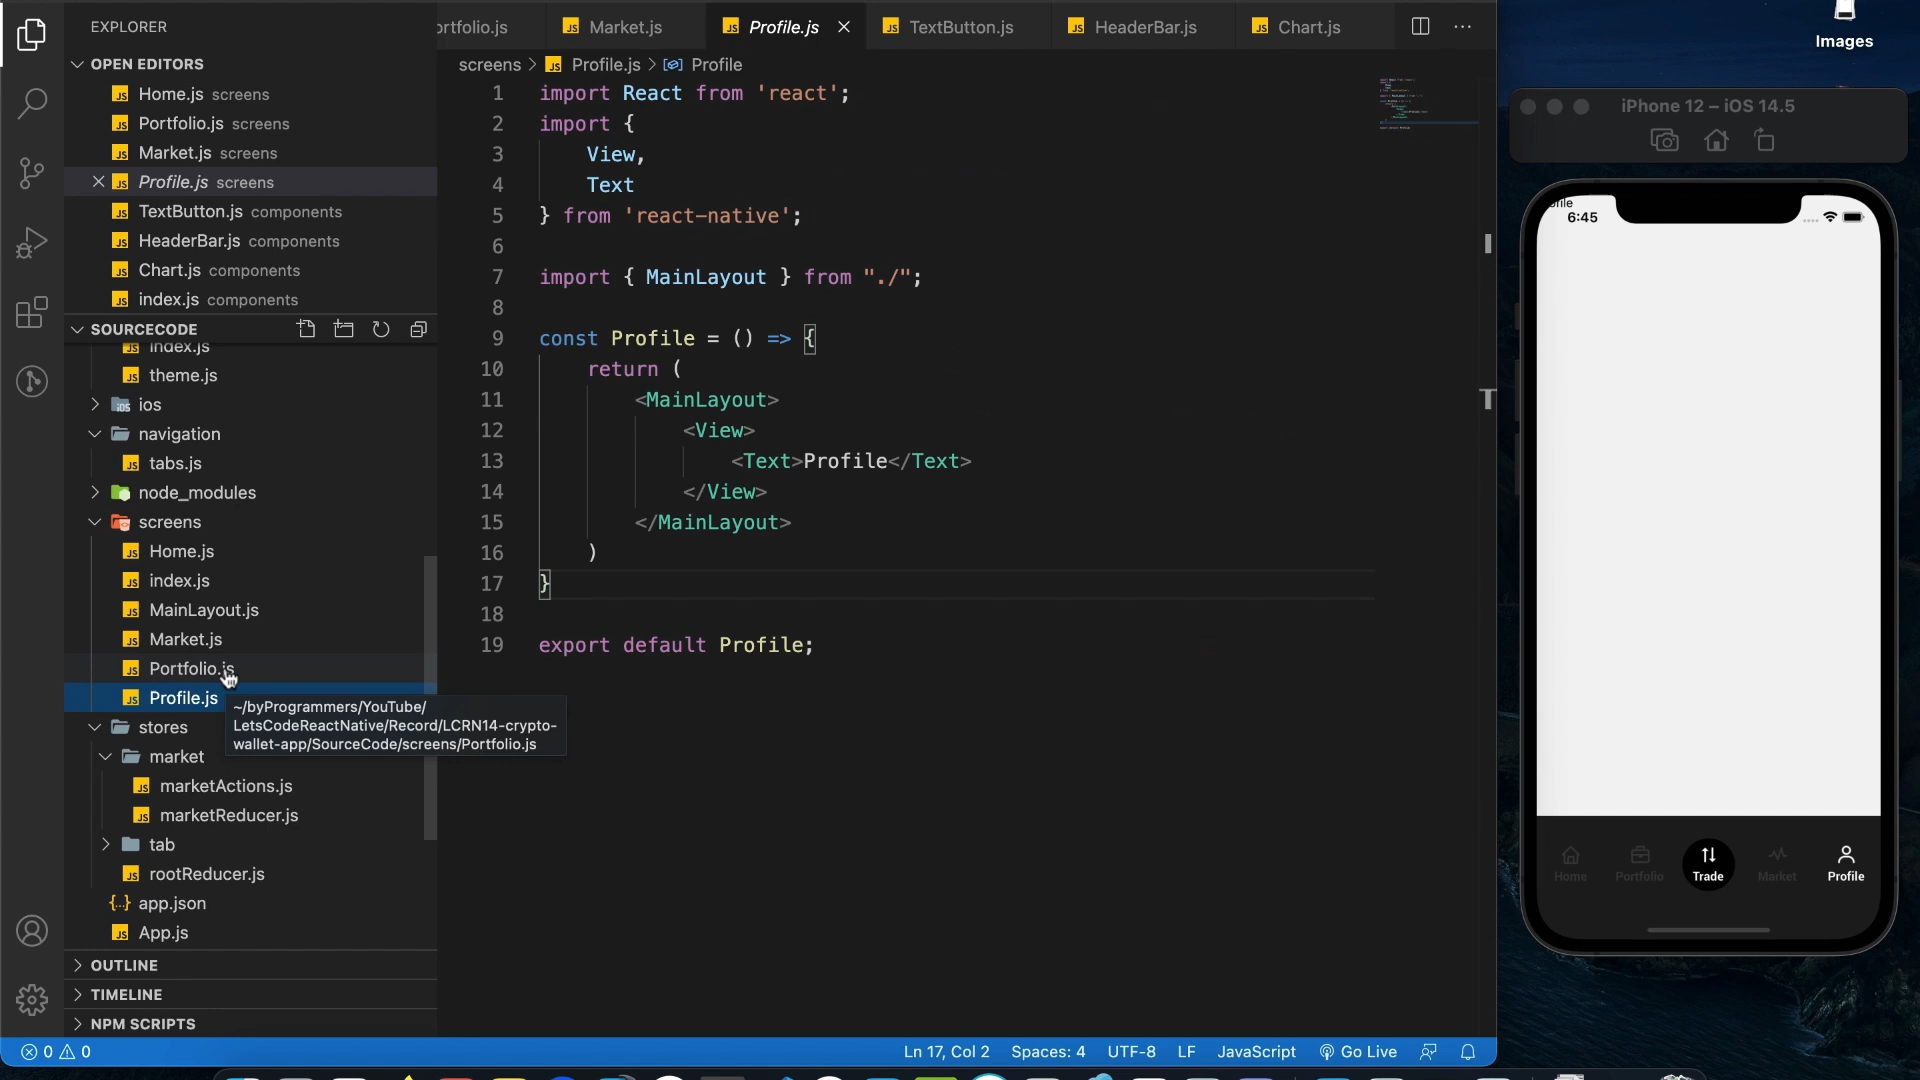 EXPLORER
OPEN EDITORS
Home.js screens
Portfolio.js screens
Market.js screens
Profile.js screens
TextButton.js components
HeaderBar.js components
Chart.js components
index.js components
SOURCECODE
index.js
theme.js
ios
navigation
tabs.js
node_modules
screens
Home.js
index.js
MainLayout.js
Market.js
Portfolio.js
Profile.js
stores
market
marketActions.js
marketReducer.js
tab
rootReducer.js
app.json
App.js
OUTLINE
TIMELINE
NPM SCRIPTS
~/byProgrammers/YouTube/
LetsCodeReactNative/Record/LCRN14-crypto-
wallet-app/SourceCode/screens/Portfolio.js
ortfolio.js Market.js Profile.js TextButton.js HeaderBar.js Chart.js
screens > Profile.js > Profile
1 import React from 'react';
2 import {
3 View,
4 Text
5 } from 'react-native';
6
7 import { MainLayout } from "./";
8
9 const Profile = () => {
10 return (
11 <MainLayout>
12 <View>
13 <Text>Profile</Text>
14 </View>
15 </MainLayout>
16 )
17 }
18
19 export default Profile;
0 0
Ln 17, Col 2 Spaces: 4 UTF-8 LF JavaScript Go Live
Images
iPhone 12 – iOS 14.5
ofile
6:45
Home Portfolio Trade Market Profile